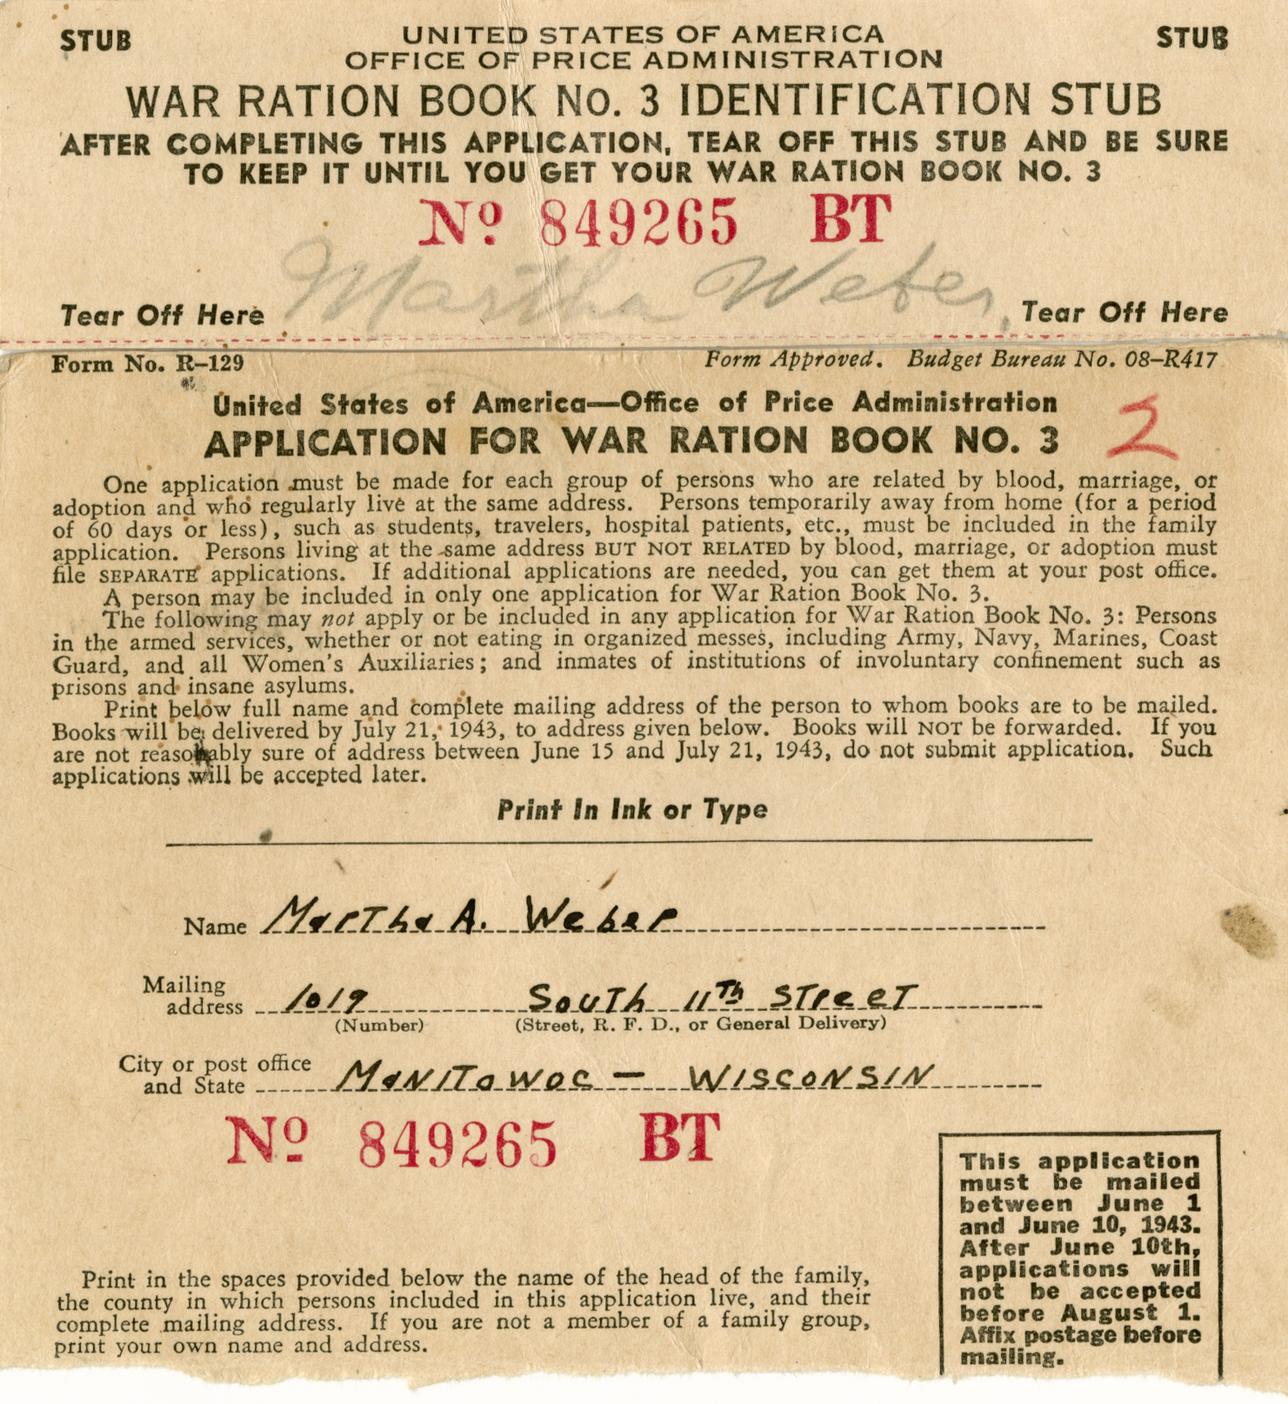 STUB UNITED STATES OF AMERICA STUB
OFFICE OF PRICE ADMINISTRATION
WAR RATION BOOK No. 3 IDENTIFICATION STUB
AFTER COMPLETING THIS APPLICATION, TEAR OFF THIS STUB AND BE SURE
TO KEEP IT UNTIL YOU GET YOUR WAR RATION BOOK NO. 3
Nº 849265 BT
Martha Weber
Tear Off Here Tear Off Here
Form No. R-129 Form Approved. Budget Bureau No. 08-R417
United States of America—Office of Price Administration
APPLICATION FOR WAR RATION BOOK NO. 3 2
One application must be made for each group of persons who are related by blood, marriage, or
adoption and who regularly live at the same address. Persons temporarily away from home (for a period
of 60 days or less), such as students, travelers, hospital patients, etc., must be included in the family
application. Persons living at the same address BUT NOT RELATED by blood, marriage, or adoption must
file SEPARATE applications. If additional applications are needed, you can get them at your post office.
A person may be included in only one application for War Ration Book No. 3.
The following may not apply or be included in any application for War Ration Book No. 3: Persons
in the armed services, whether or not eating in organized messes, including Army, Navy, Marines, Coast
Guard, and all Women's Auxiliaries; and inmates of institutions of involuntary confinement such as
prisons and insane asylums.
Print below full name and complete mailing address of the person to whom books are to be mailed.
Books will be delivered by July 21, 1943, to address given below. Books will NOT be forwarded. If you
are not reasonably sure of address between June 15 and July 21, 1943, do not submit application. Such
applications will be accepted later.
Print In Ink or Type
Name Martha A. Weber
Mailing
address 1019 South 11th Street
(Number) (Street, R. F. D., or General Delivery)
City or post office
and State Manitowoc — Wisconsin
Nº 849265 BT
This application
must be mailed
between June 1
and June 10, 1943.
After June 10th,
applications will
not be accepted
before August 1.
Affix postage before
mailing.
Print in the spaces provided below the name of the head of the family,
the county in which persons included in this application live, and their
complete mailing address. If you are not a member of a family group,
print your own name and address.